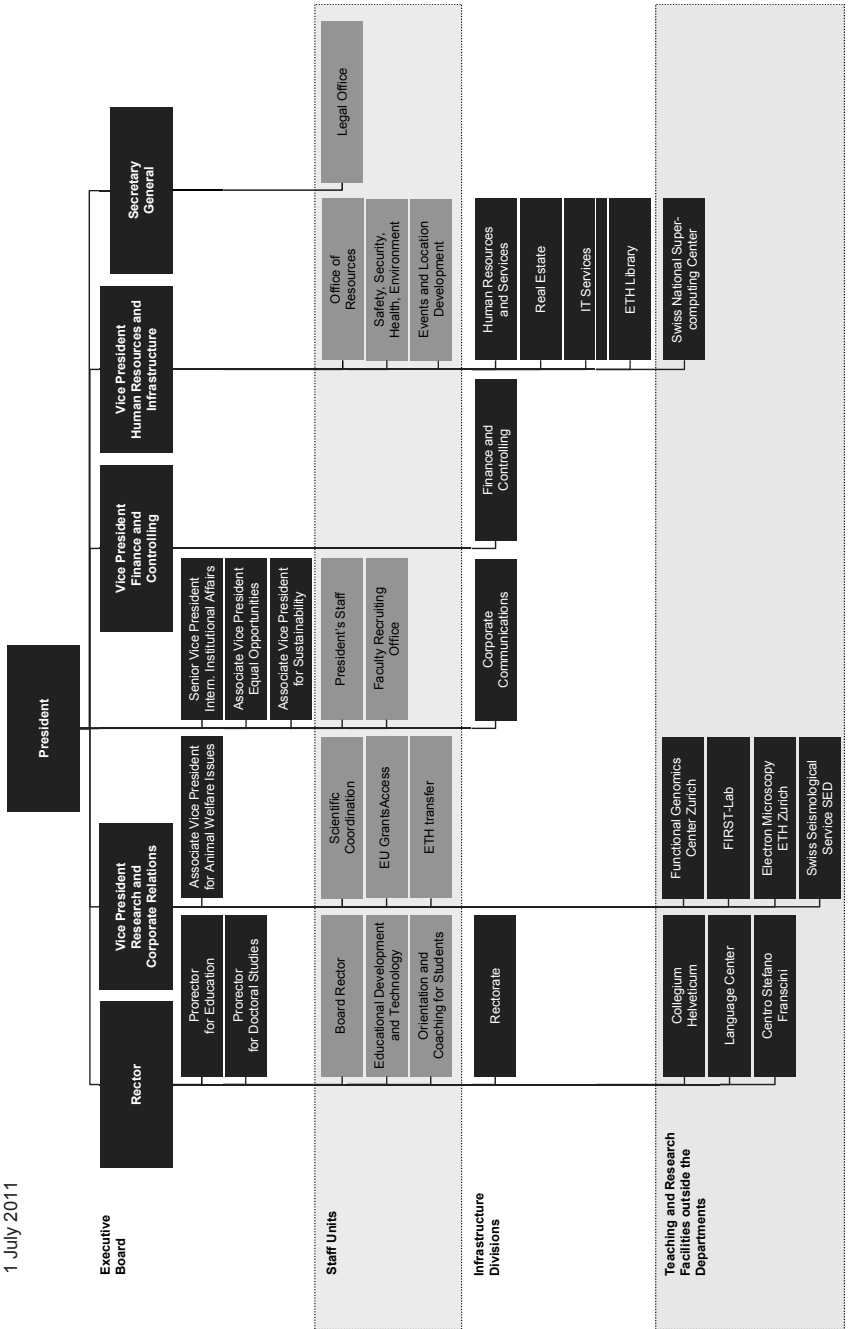 1 July 2011
President
Executive
Board
Rector
Vice President
Research and
Corporate Relations
Vice President
Finance and
Controlling
Vice President
Human Resources and
Infrastructure
Secretary
General
Prorector
for Education
Prorector
for Doctoral Studies
Associate Vice President
for Animal Welfare Issues
Senior Vice President
Intern. Institutional Affairs
Associate Vice President
Equal Opportunities
Associate Vice President
for Sustainability
Staff Units
Board Rector
Educational Development
and Technology
Orientation and
Coaching for Students
Scientific
Coordination
EU GrantsAccess
ETH transfer
President's Staff
Faculty Recruiting
Office
Office of
Resources
Safety, Security,
Health, Environment
Events and Location
Development
Legal Office
Infrastructure
Divisions
Rectorate
Corporate
Communications
Finance and
Controlling
Human Resources
and Services
Real Estate
IT Services
ETH Library
Teaching and Research
Facilities outside the
Departments
Collegium
Helveticum
Language Center
Centro Stefano
Franscini
Functional Genomics
Center Zurich
FIRST-Lab
Electron Microscopy
ETH Zurich
Swiss Seismological
Service SED
Swiss National Super-
computing Center